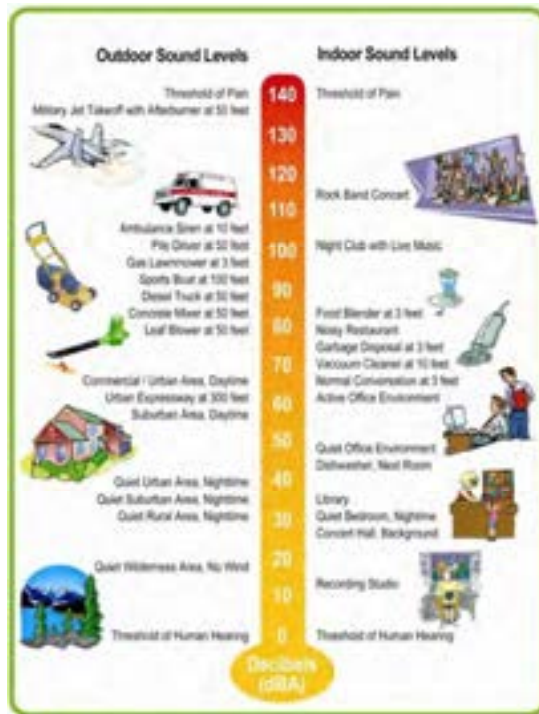 Outdoor Sound Levels
Threshold of Pain
Military Jet Takeoff with Afterburner at 50 feet
Ambulance Siren at 10 feet
Pile Driver at 50 feet
Gas Lawnmower at 3 feet
Sports Boat at 100 feet
Diesel Truck at 50 feet
Concrete Mixer at 50 feet
Leaf Blower at 50 feet
Commercial / Urban Area, Daytime
Urban Expressway at 300 feet
Suburban Area, Daytime
Quiet Urban Area, Nighttime
Quiet Suburban Area, Nighttime
Quiet Rural Area, Nighttime
Quiet Wilderness Area, No Wind
Threshold of Human Hearing
140
130
120
110
100
90
80
70
60
50
40
30
20
10
0
Decibels
(dBA)
Indoor Sound Levels
Threshold of Pain
Rock Band Concert
Night Club with Live Music
Food Blender at 3 feet
Noisy Restaurant
Garbage Disposal at 3 feet
Vaccum Cleaner at 10 feet
Normal Conversation at 3 feet
Active Office Environment
Quiet Office Environment
Dishwasher, Next Room
Library
Quiet Bedroom, Nighttime
Concert Hall, Background
Recording Studio
Threshold of Human Hearing